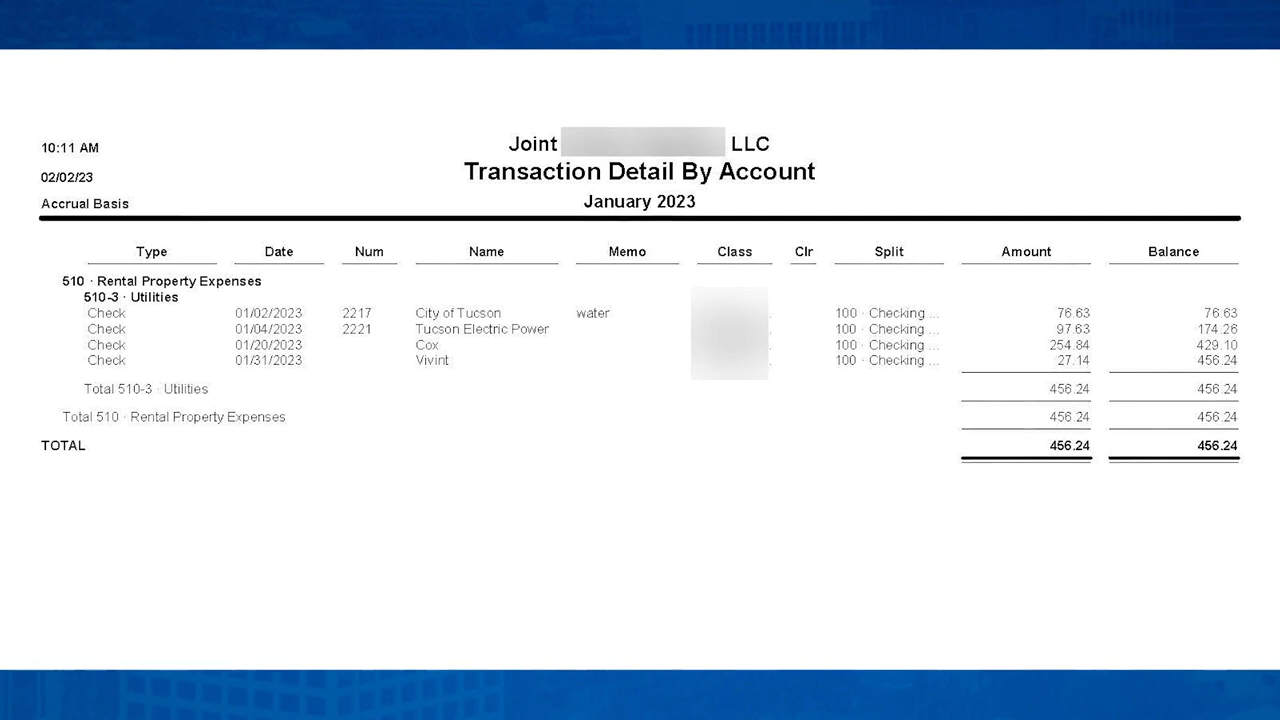 10:11 AM
Joint LLC
02/02/23
Transaction Detail By Account
Accrual Basis
January 2023
Type Date Num Name Memo Class Clr Split Amount Balance
510 · Rental Property Expenses
510-3 · Utilities
Check 01/02/2023 2217 City of Tucson water 100 · Checking ... 76.63 76.63
Check 01/04/2023 2221 Tucson Electric Power 100 · Checking ... 97.63 174.26
Check 01/20/2023 Cox 100 · Checking ... 254.84 429.10
Check 01/31/2023 Vivint 100 · Checking ... 27.14 456.24
Total 510-3 · Utilities 456.24 456.24
Total 510 · Rental Property Expenses 456.24 456.24
TOTAL 456.24 456.24